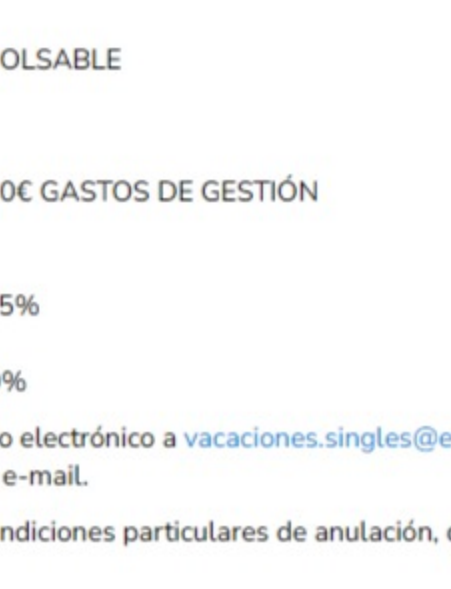 OLSABLE
0€ GASTOS DE GESTIÓN
5%
%
o electrónico a vacaciones.singles@e
e-mail.
ndiciones particulares de anulación,